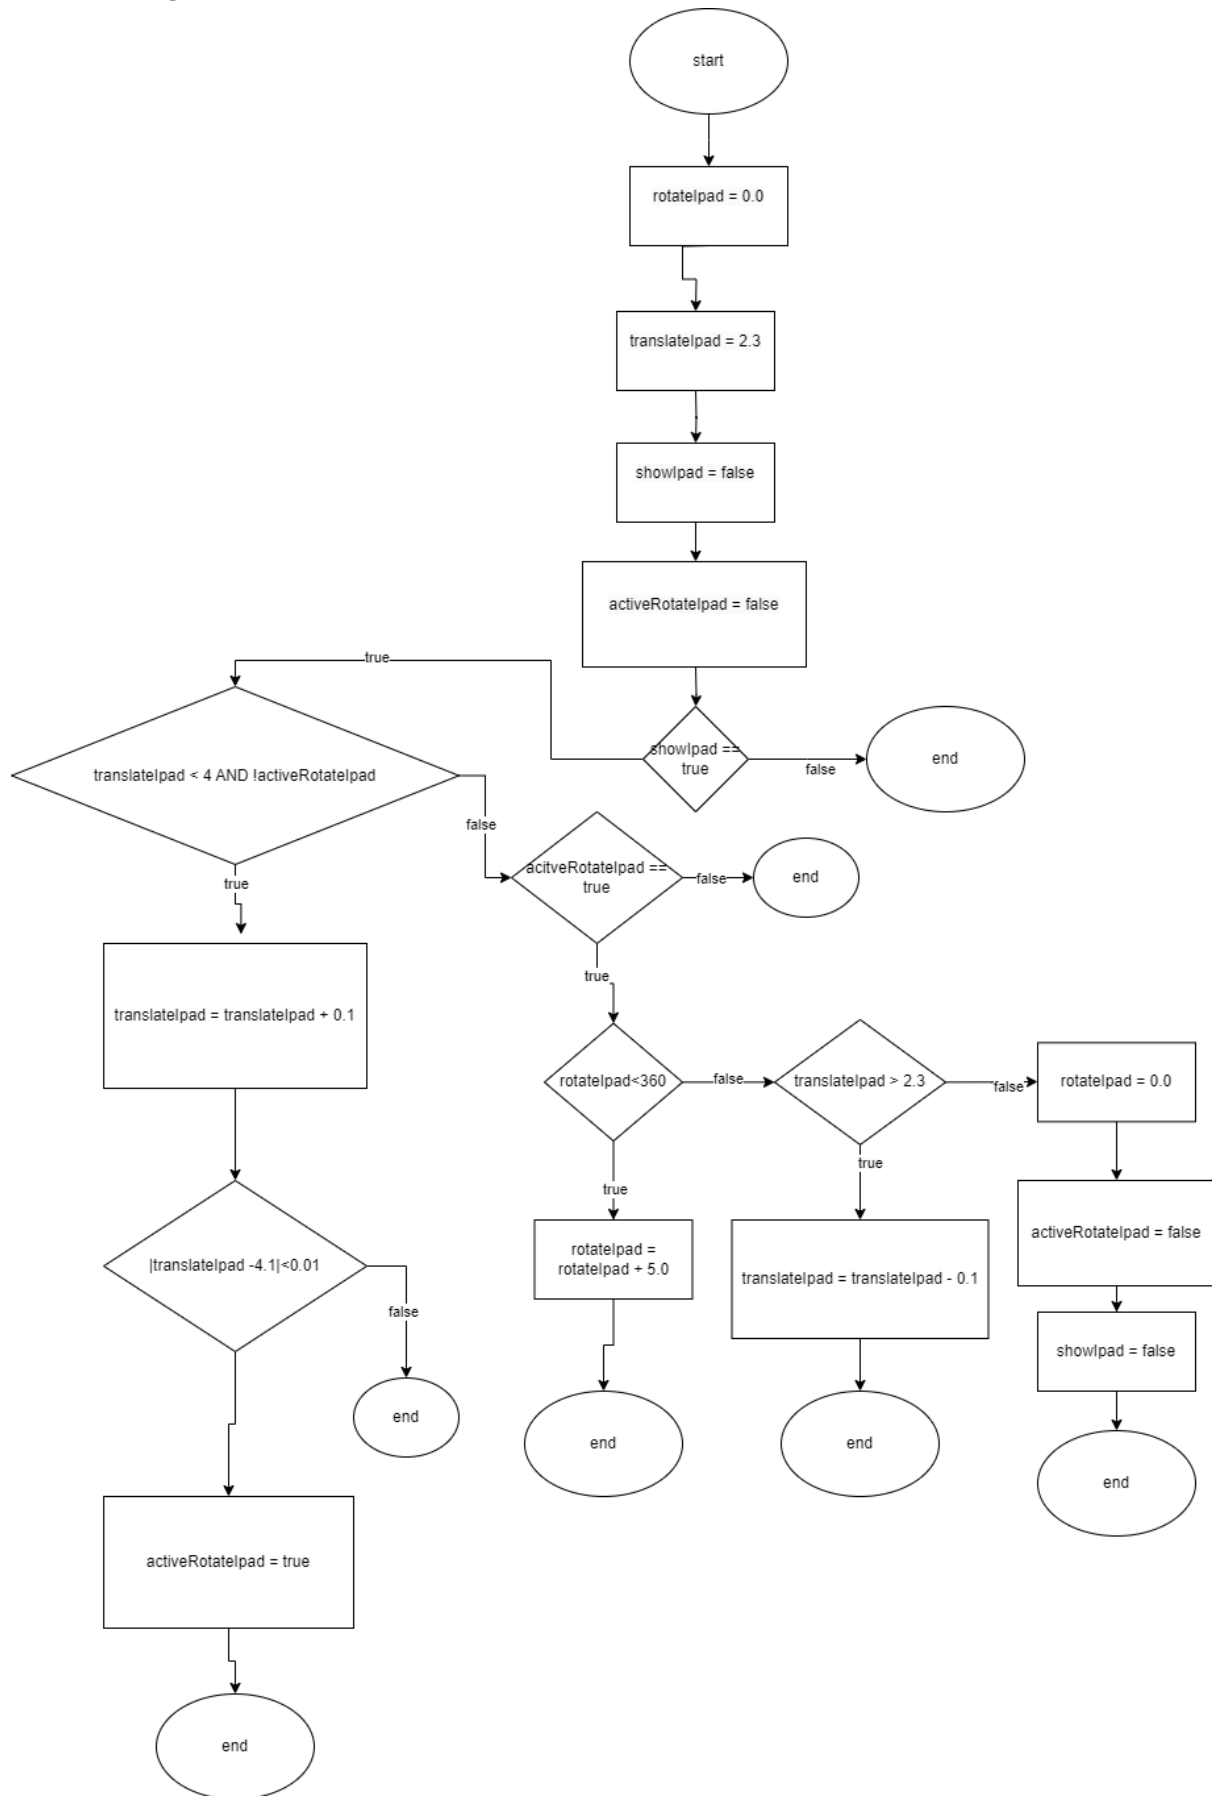 start
rotateIpad = 0.0
translateIpad = 2.3
showIpad = false
activeRotateIpad = false
true
showIpad ==
true
false
end
translateIpad < 4 AND !activeRotateIpad
false
acitveRotateIpad ==
true
false
end
true
true
translateIpad = translateIpad + 0.1
rotateIpad<360
false
translateIpad > 2.3
false
rotateIpad = 0.0
true
true
|translateIpad -4.1|<0.01
false
rotateIpad =
rotateIpad + 5.0
translateIpad = translateIpad - 0.1
activeRotateIpad = false
showIpad = false
end
end
end
end
activeRotateIpad = true
end